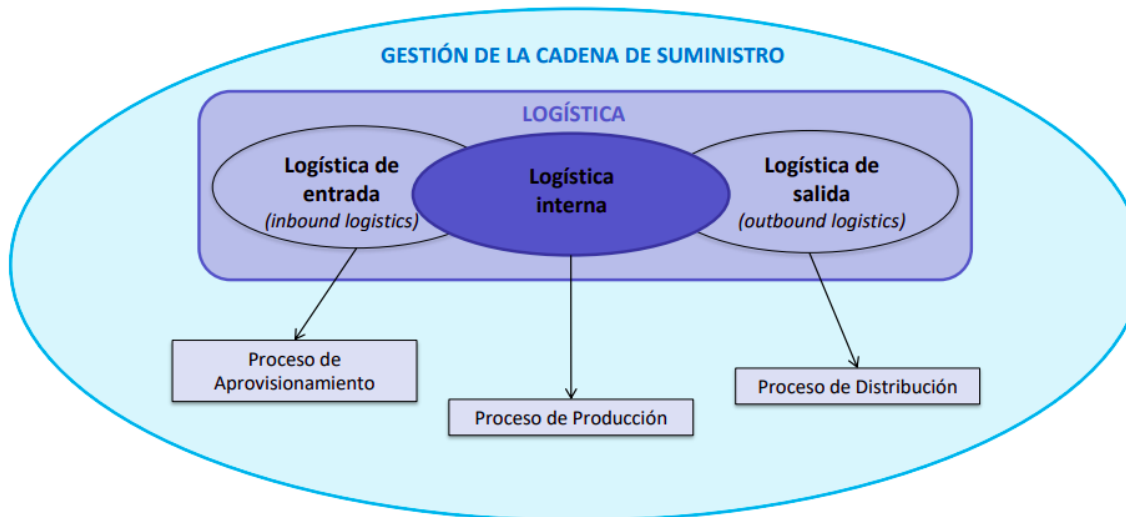 GESTIÓN DE LA CADENA DE SUMINISTRO
LOGÍSTICA
Logística de
entrada
(inbound logistics)
Logística
interna
Logística de
salida
(outbound logistics)
Proceso de
Aprovisionamiento
Proceso de Producción
Proceso de Distribución